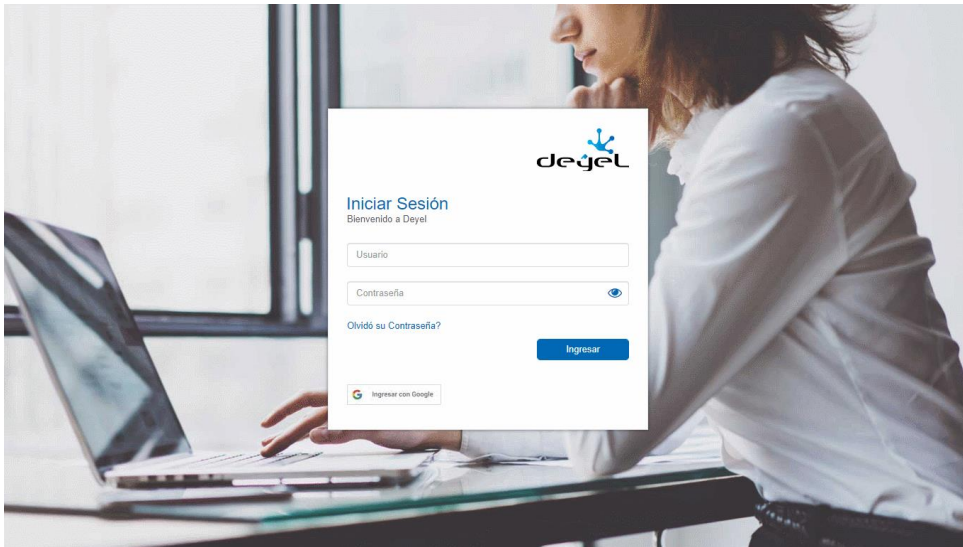 deyel
Iniciar Sesión
Bienvenido a Deyel
Usuario
Contraseña
Olvidó su Contraseña?
Ingresar
Ingresar con Google